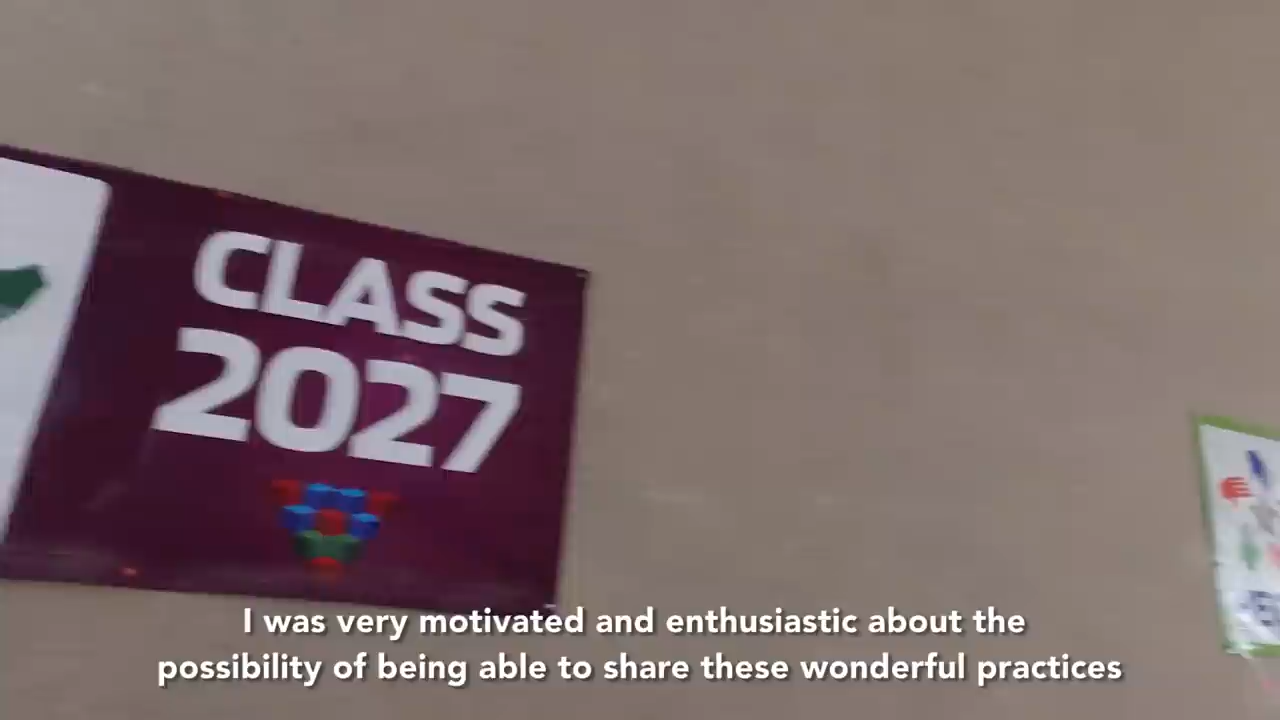 CLASS
2027
I was very motivated and enthusiastic about the
possibility of being able to share these wonderful practices